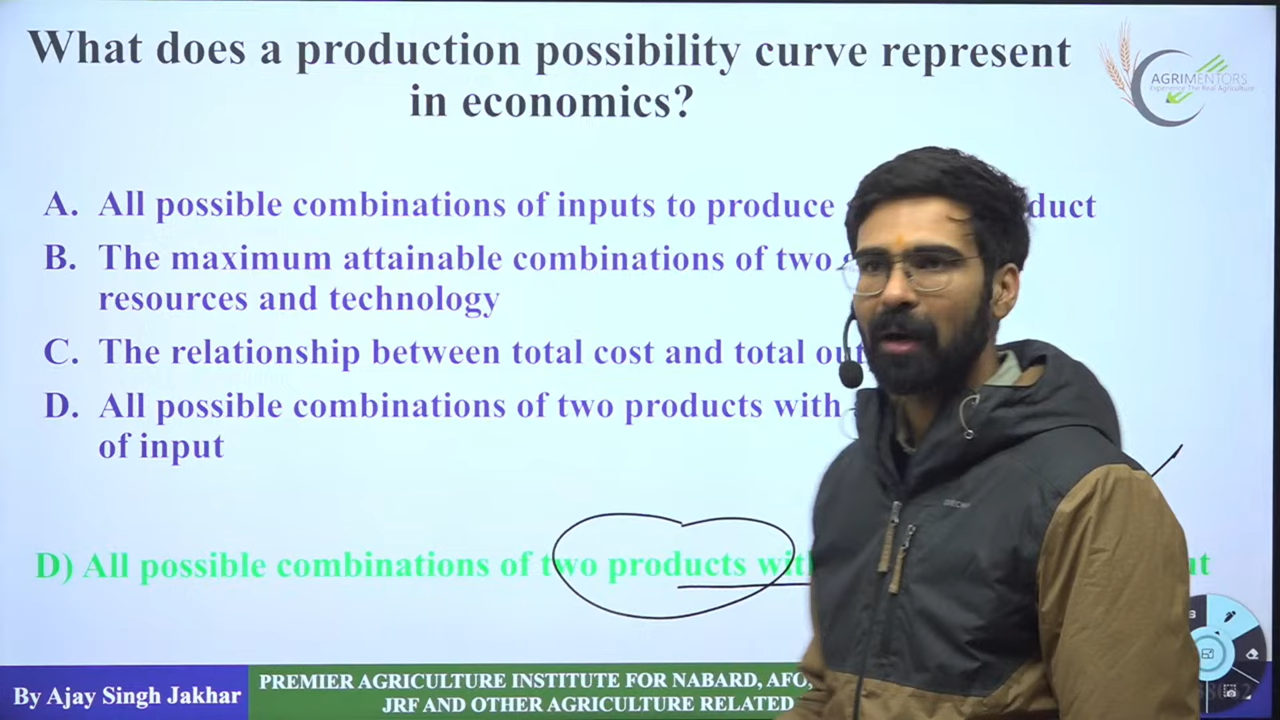 What does a production possibility curve represent
in economics?
AGRIMENTORS
Experience The Real Agriculture
A. All possible combinations of inputs to produce duct
B. The maximum attainable combinations of two
resources and technology
C. The relationship between total cost and total out
D. All possible combinations of two products with
of input
D) All possible combinations of two products with ut
By Ajay Singh Jakhar
PREMIER AGRICULTURE INSTITUTE FOR NABARD, AFO,
JRF AND OTHER AGRICULTURE RELATED